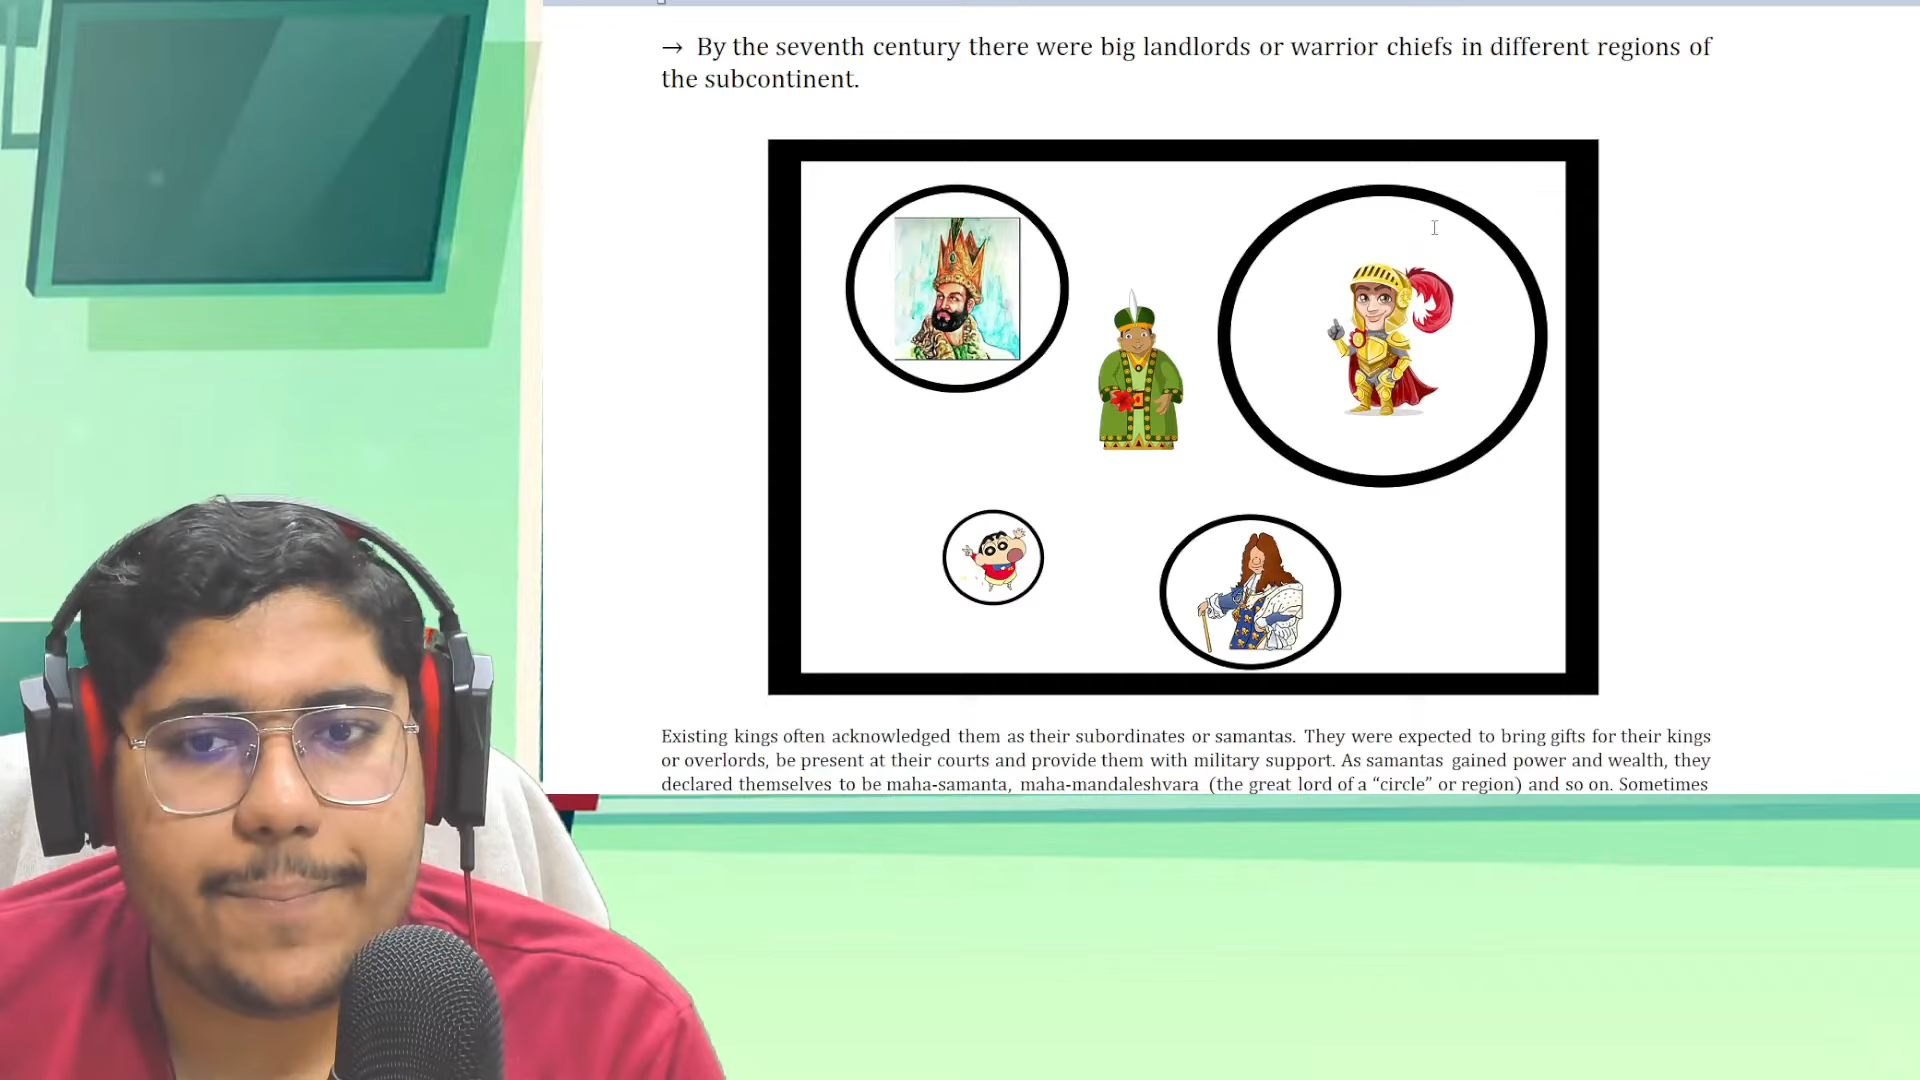 → By the seventh century there were big landlords or warrior chiefs in different regions of
the subcontinent.
Existing kings often acknowledged them as their subordinates or samantas. They were expected to bring gifts for their kings
or overlords, be present at their courts and provide them with military support. As samantas gained power and wealth, they
declared themselves to be maha-samanta, maha-mandaleshvara (the great lord of a “circle” or region) and so on. Sometimes